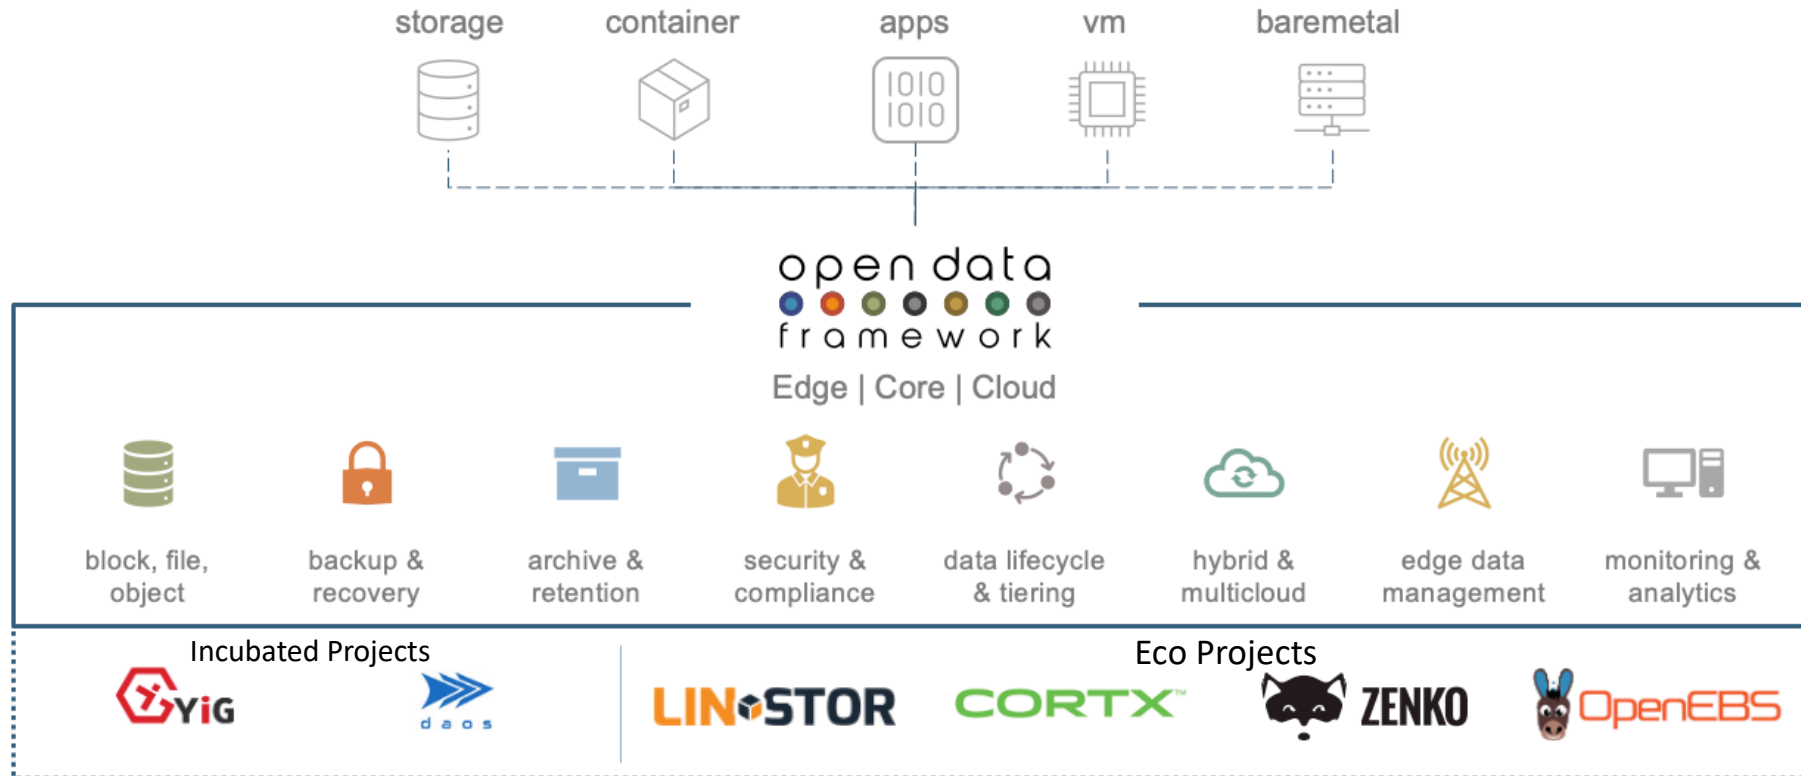 storage container apps vm baremetal
1010
1010
open data
framework
Edge | Core | Cloud
block, file, object
backup & recovery
archive & retention
security & compliance
data lifecycle & tiering
hybrid & multicloud
edge data management
monitoring & analytics
Incubated Projects
Eco Projects
YiG
daos
LINSTOR
CORTX™
ZENKO
OpenEBS